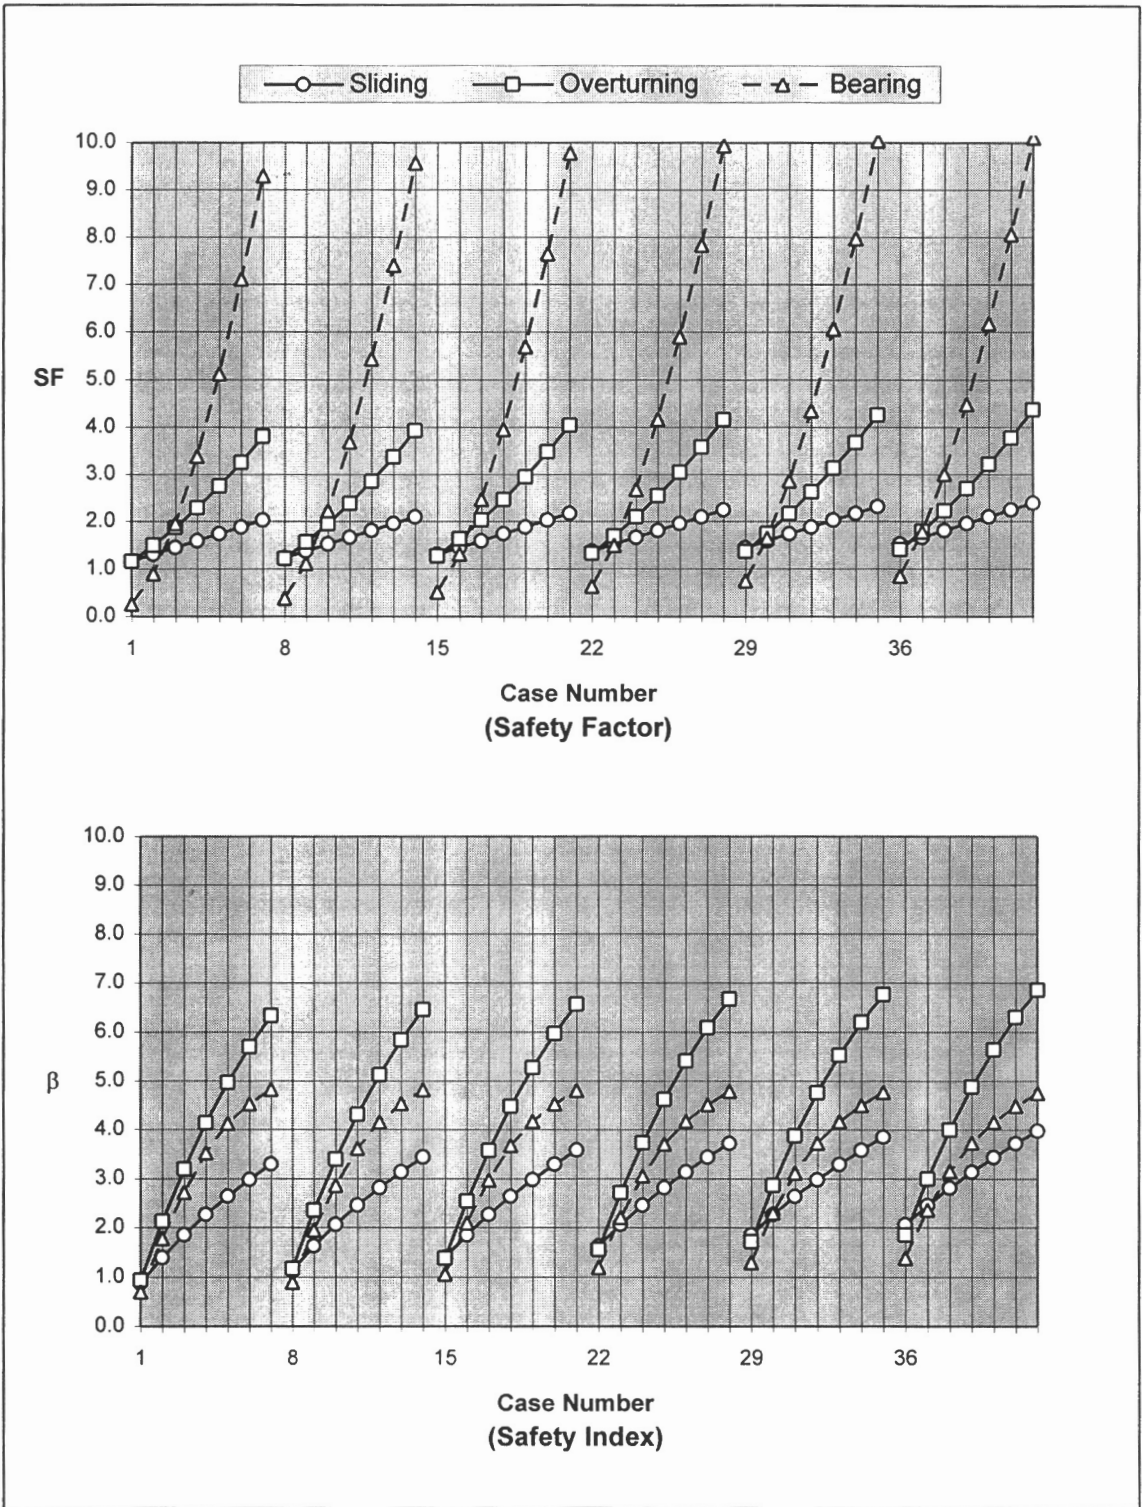 Sliding Overturning Bearing
10.0
9.0
8.0
7.0
6.0
SF 5.0
4.0
3.0
2.0
1.0
0.0
1 8 15 22 29 36
Case Number
(Safety Factor)
10.0
9.0
8.0
7.0
6.0
β 5.0
4.0
3.0
2.0
1.0
0.0
1 8 15 22 29 36
Case Number
(Safety Index)